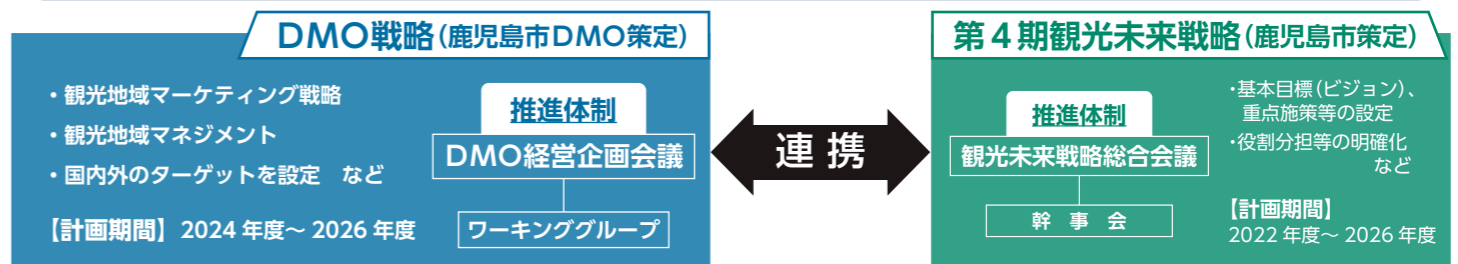 DMO戦略(鹿児島市DMO策定)
・観光地域マーケティング戦略
・観光地域マネジメント
・国内外のターゲットを設定　など
【計画期間】2024年度～2026年度
推進体制
DMO経営企画会議
ワーキンググループ
連携
第4期観光未来戦略(鹿児島市策定)
推進体制
観光未来戦略総合会議
幹事会
・基本目標(ビジョン)、
重点施策等の設定
・役割分担等の明確化
など
【計画期間】
2022年度～2026年度